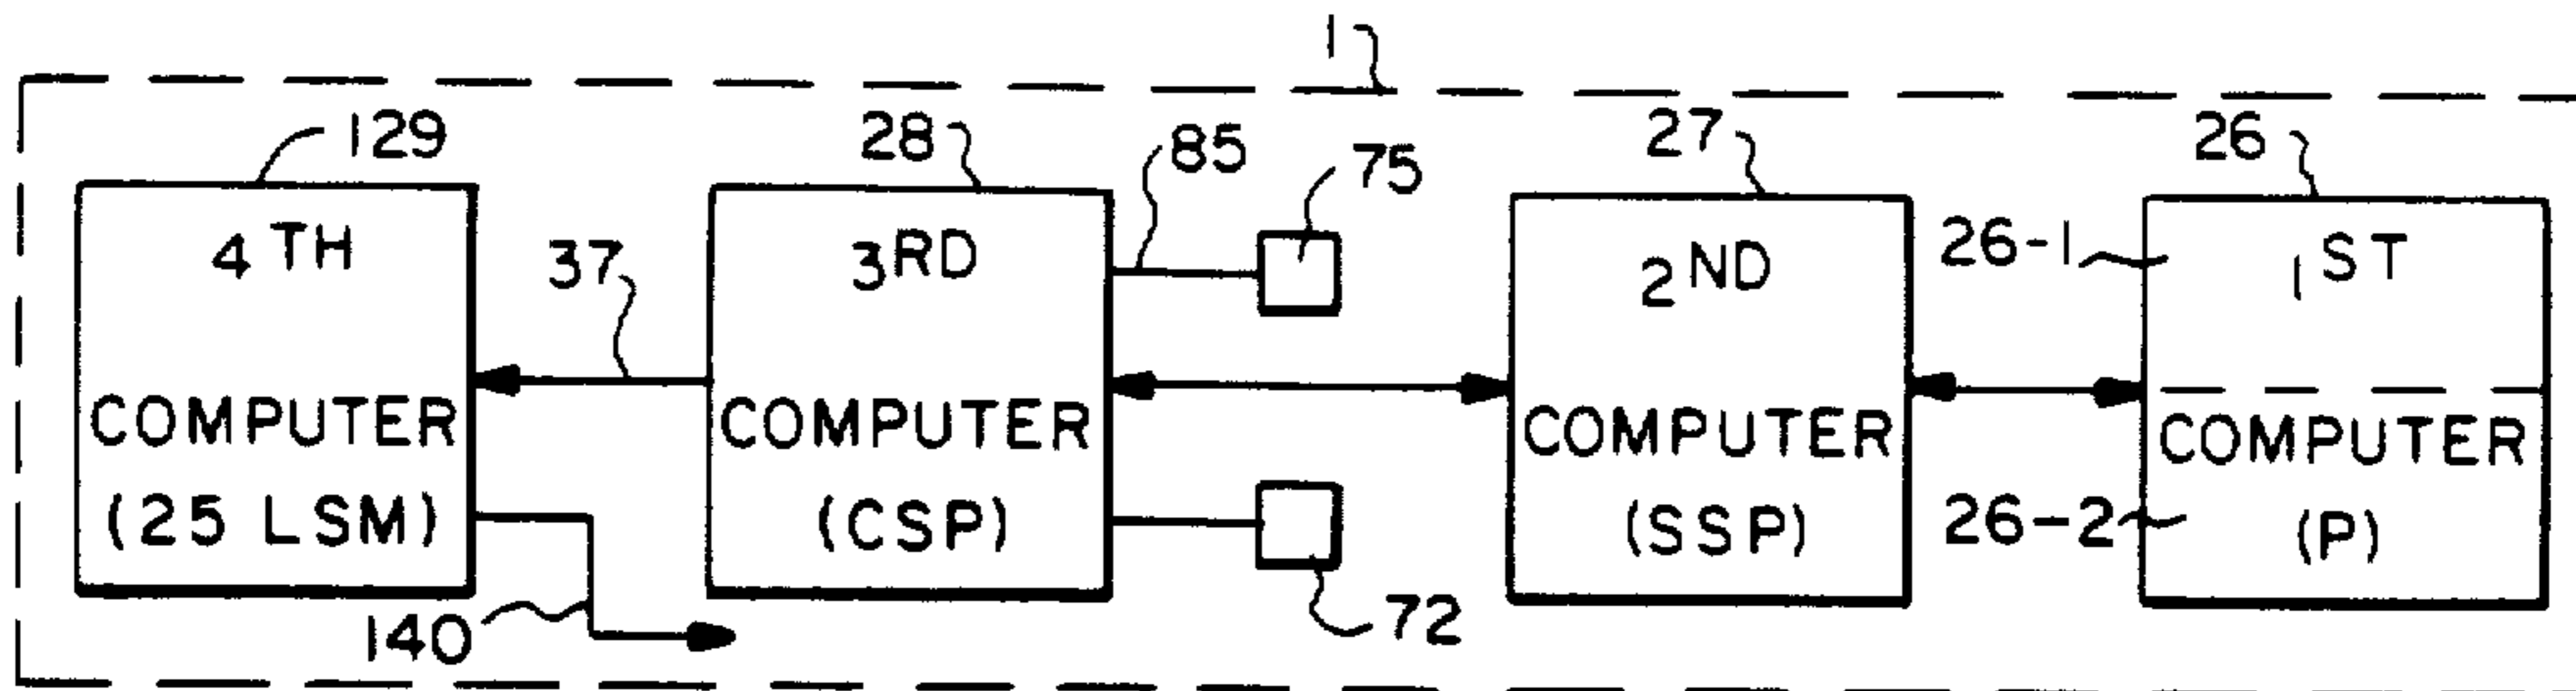 1
129
28
85
75
27
26
4TH
COMPUTER
(25 LSM)
37
3RD
COMPUTER
(CSP)
2ND
COMPUTER
(SSP)
26-1
1ST
COMPUTER
(P)
26-2
140
72